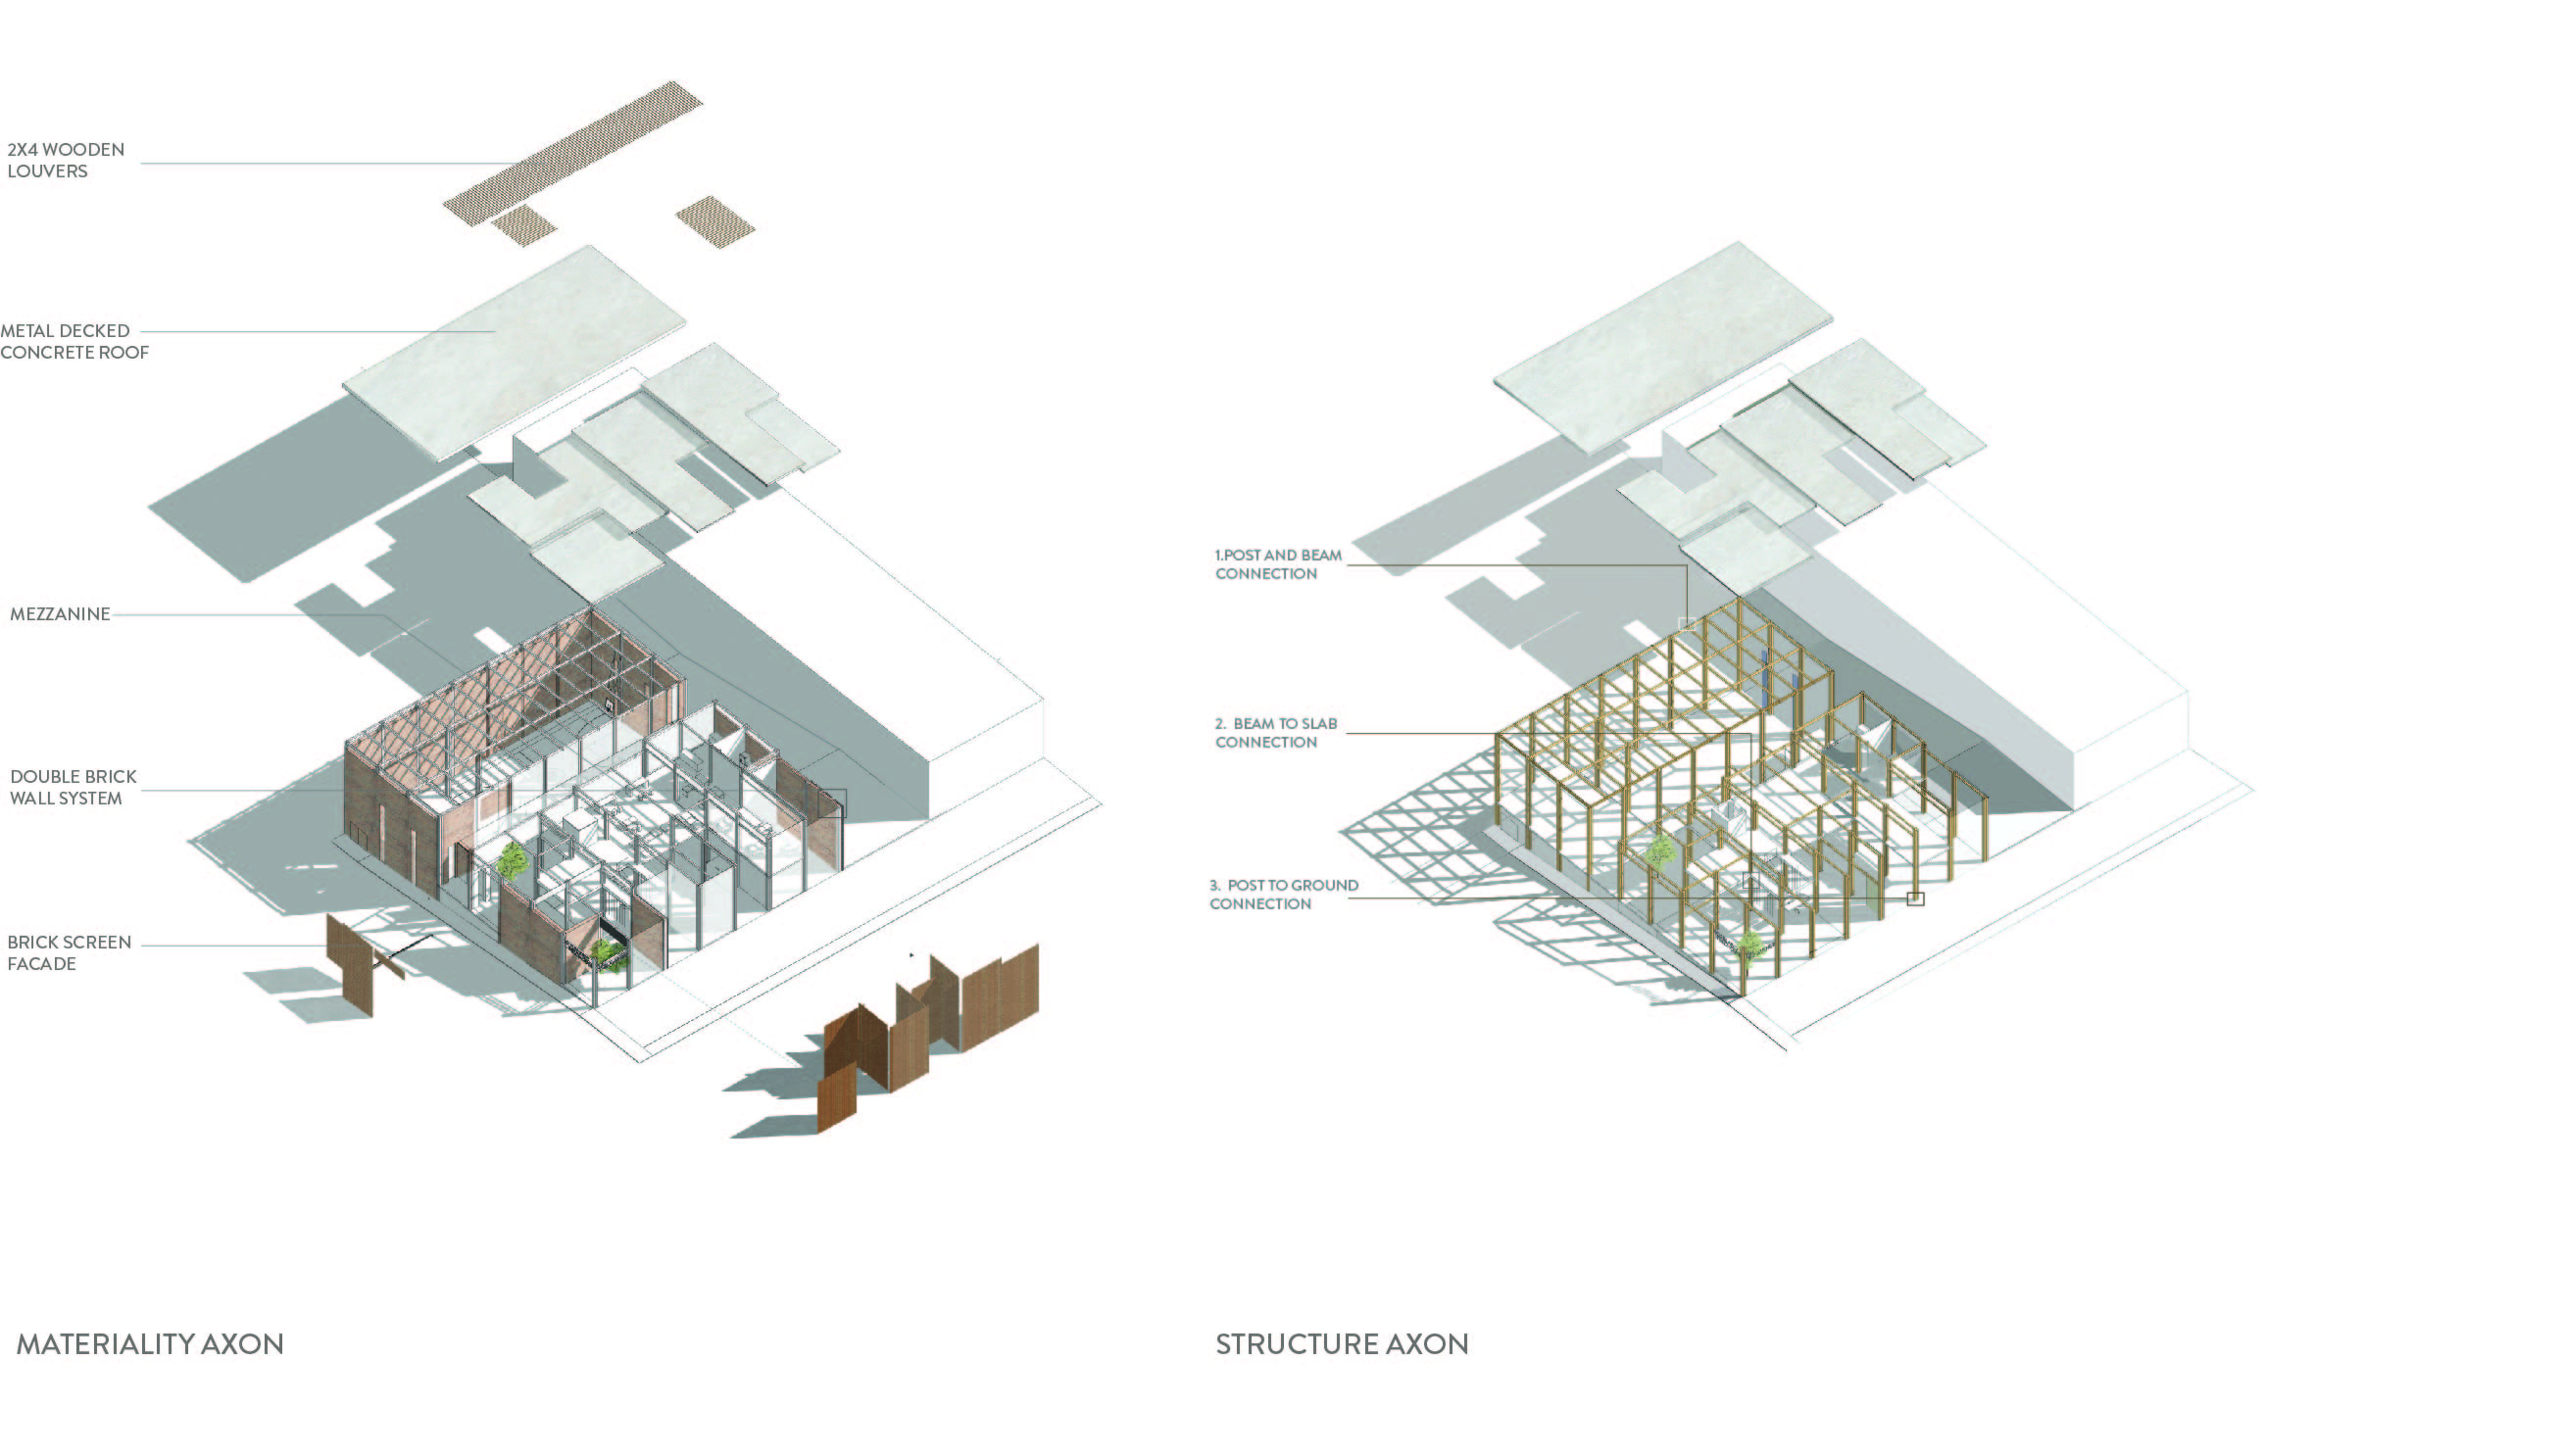 2X4 WOODEN
LOUVERS
METAL DECKED
CONCRETE ROOF
MEZZANINE
DOUBLE BRICK
WALL SYSTEM
BRICK SCREEN
FACADE
MATERIALITY AXON
1.POST AND BEAM
CONNECTION
2. BEAM TO SLAB
CONNECTION
3. POST TO GROUND
CONNECTION
STRUCTURE AXON